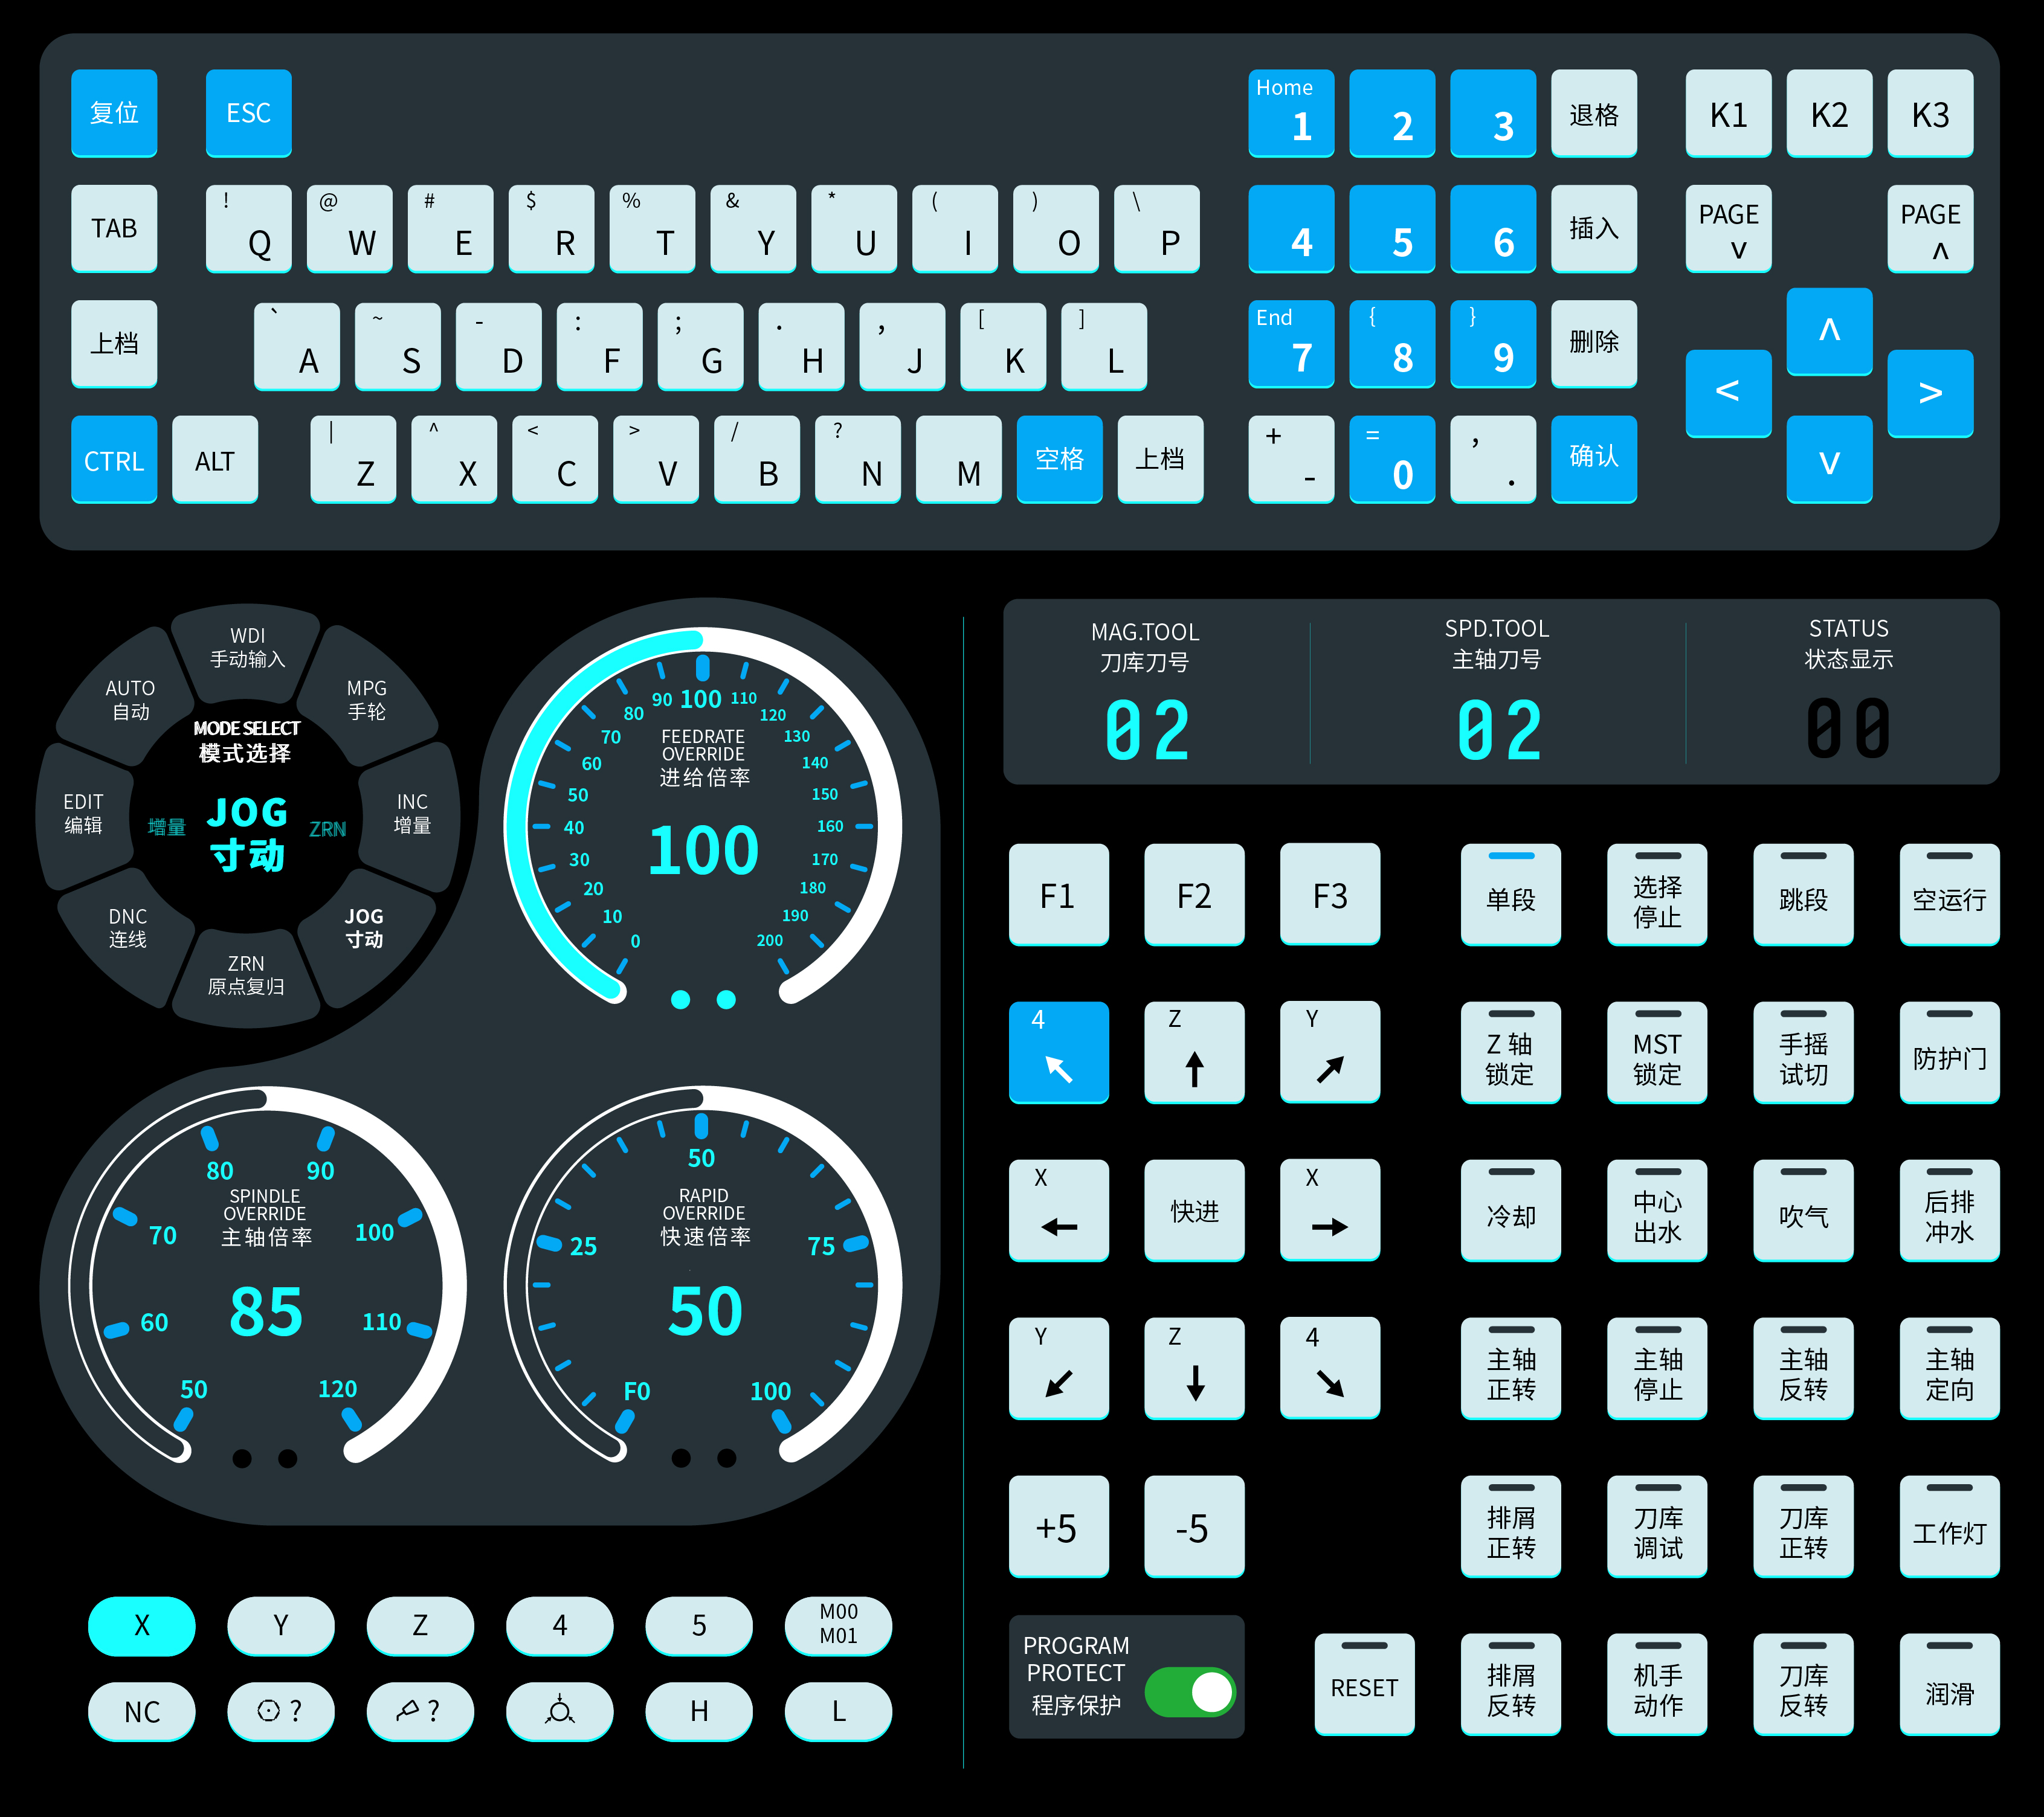 复位 ESC Home 1 2 3 退格 K1 K2 K3
TAB ! Q @ W # E $ R % T & Y * U ( I ) O \ P 4 5 6 插入 PAGE ∨ PAGE ∧
上档 ` A ~ S - D : F ; G . H , J [ K ] L End 7 { 8 } 9 删除 < ∧ >
CTRL ALT | Z ^ X < C > V / B ? N M 空格 上档 + - = 0 , . 确认 ∨
WDI
手动输入
AUTO
自动
MPG
手轮
MODE SELECT
模式选择
EDIT
编辑
增量
JOG
寸动
ZRN
INC
增量
DNC
连线
JOG
寸动
ZRN
原点复归
0 10 20 30 40 50 60 70 80 90 100 110 120 130 140 150 160 170 180 190 200
FEEDRATE
OVERRIDE
进给倍率
100
50 60 70 80 90 100 110 120
SPINDLE
OVERRIDE
主轴倍率
85
F0 25 50 75 100
RAPID
OVERRIDE
快速倍率
50
X Y Z 4 5 M00
M01
NC ? ? H L
MAG.TOOL
刀库刀号
02
SPD.TOOL
主轴刀号
02
STATUS
状态显示
00
F1 F2 F3
单段
选择
停止
跳段
空运行
4 Z Y
Z 轴
锁定
MST
锁定
手摇
试切
防护门
X 快进 X
冷却
中心
出水
吹气
后排
冲水
Y Z 4
主轴
正转
主轴
停止
主轴
反转
主轴
定向
+5 -5
排屑
正转
刀库
调试
刀库
正转
工作灯
PROGRAM
PROTECT
程序保护
RESET
排屑
反转
机手
动作
刀库
反转
润滑